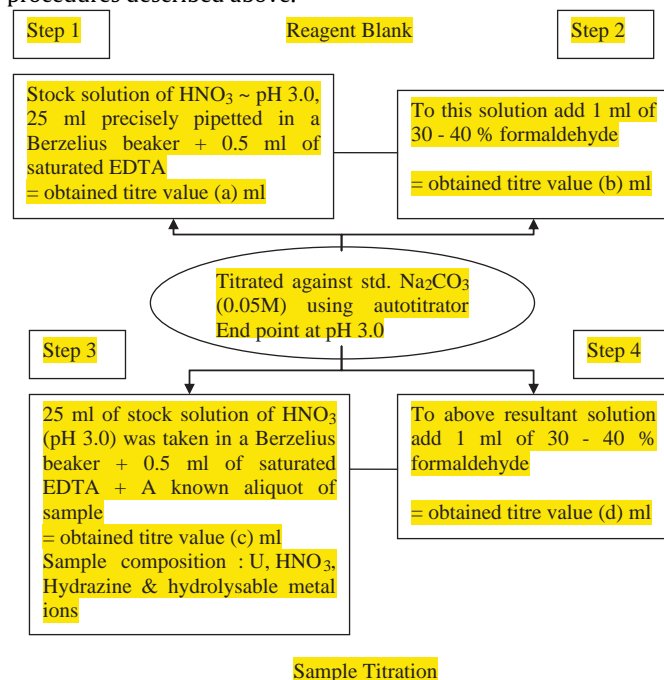 procedures described above.
Step 1
Reagent Blank
Step 2
Stock solution of HNO₃ ~ pH 3.0,
25 ml precisely pipetted in a
Berzelius beaker + 0.5 ml of
saturated EDTA
= obtained titre value (a) ml
To this solution add 1 ml of
30 - 40 % formaldehyde
= obtained titre value (b) ml
Titrated against std. Na₂CO₃
(0.05M) using autotitrator
End point at pH 3.0
Step 3
Step 4
25 ml of stock solution of HNO₃
(pH 3.0) was taken in a Berzelius
beaker + 0.5 ml of saturated
EDTA + A known aliquot of
sample
= obtained titre value (c) ml
Sample composition : U, HNO₃,
Hydrazine & hydrolysable metal
ions
To above resultant solution
add 1 ml of 30 - 40 %
formaldehyde
= obtained titre value (d) ml
Sample Titration